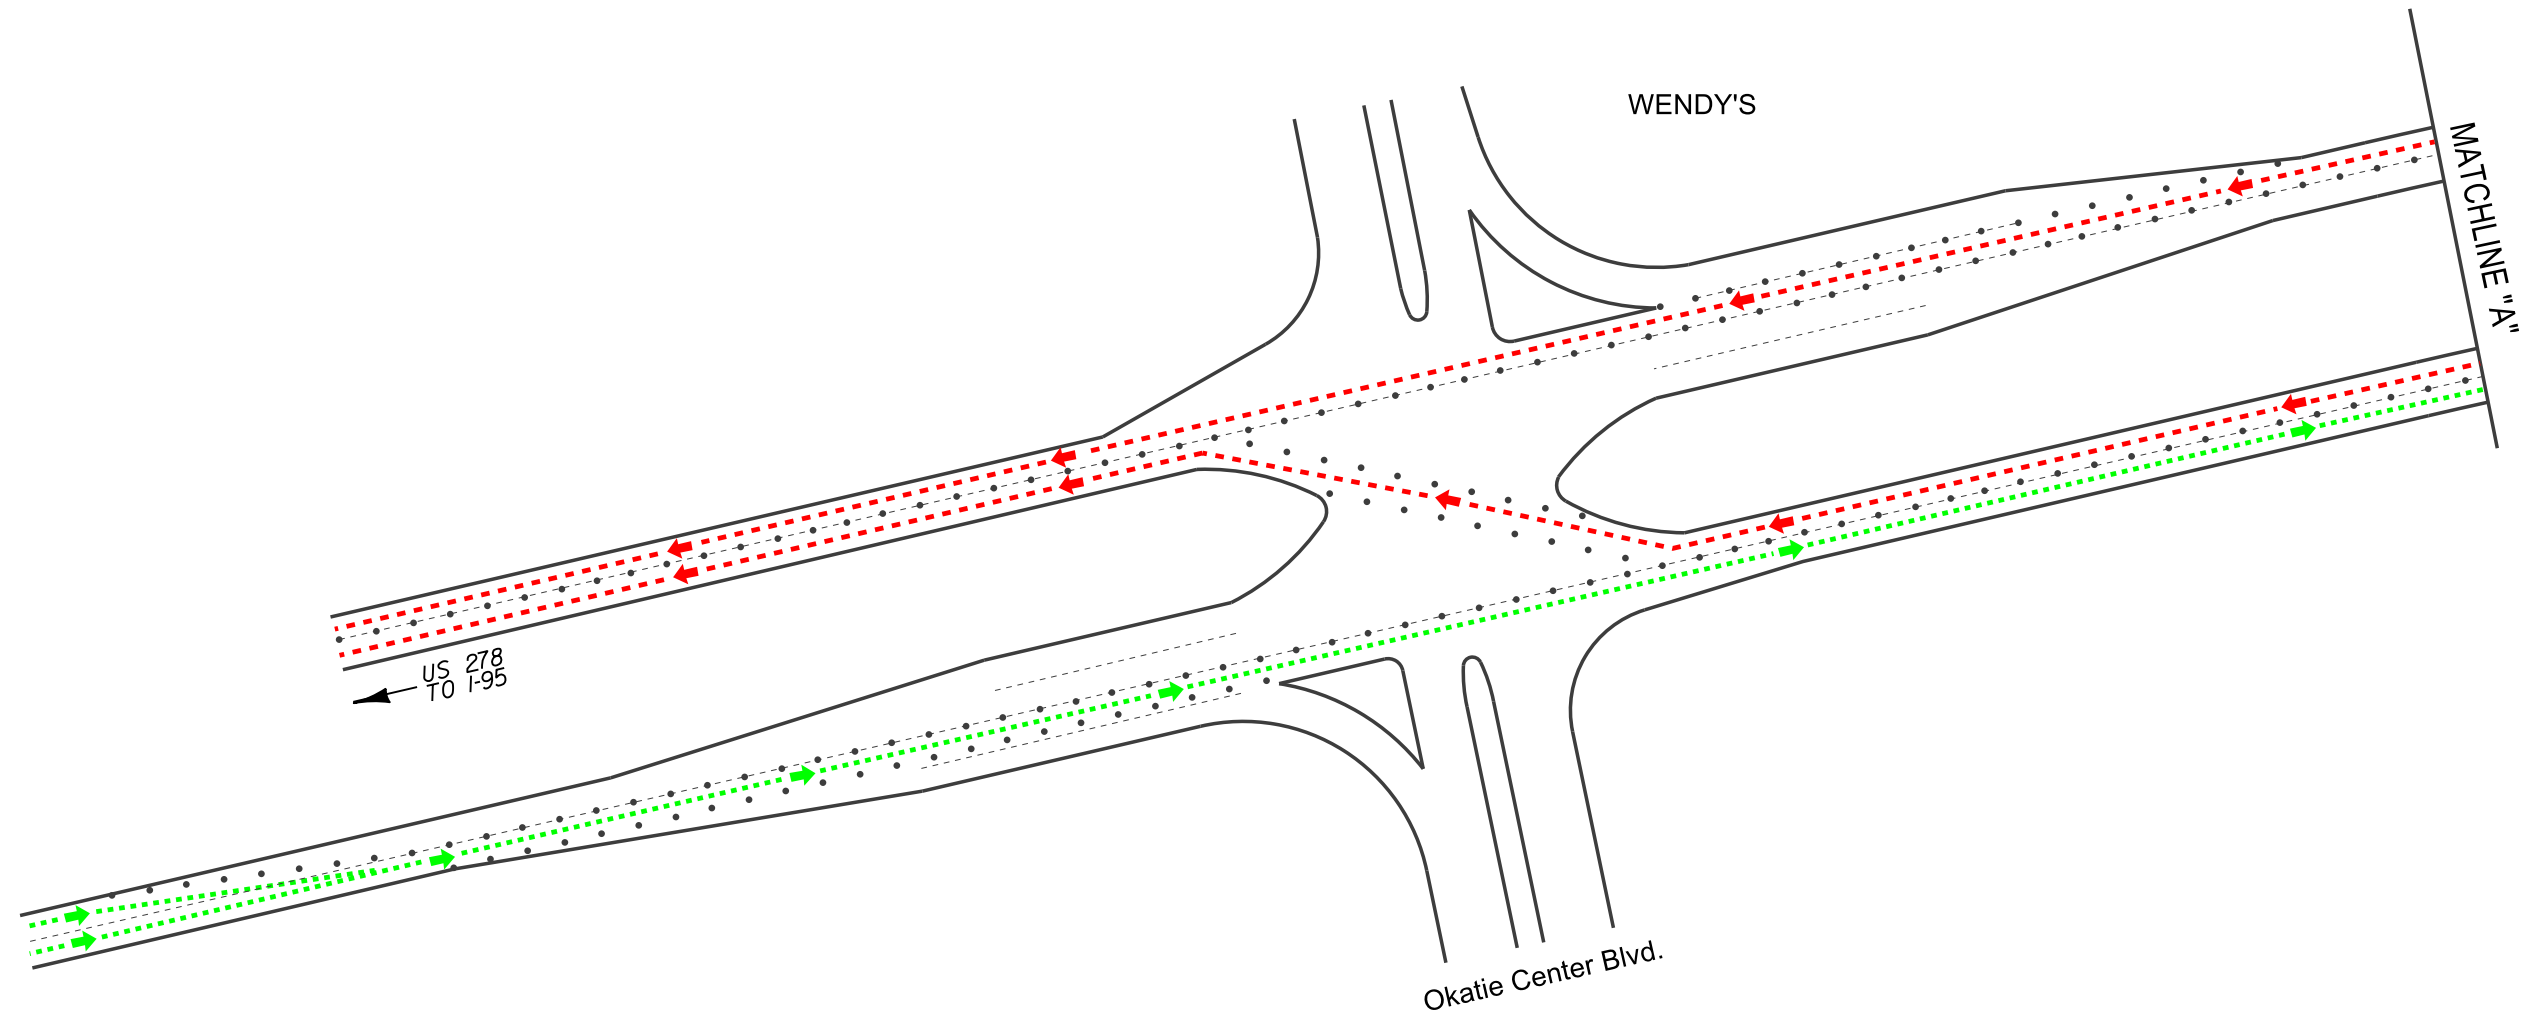 WENDY'S
MATCHLINE "A"
US 278
TO I-95
Okatie Center Blvd.